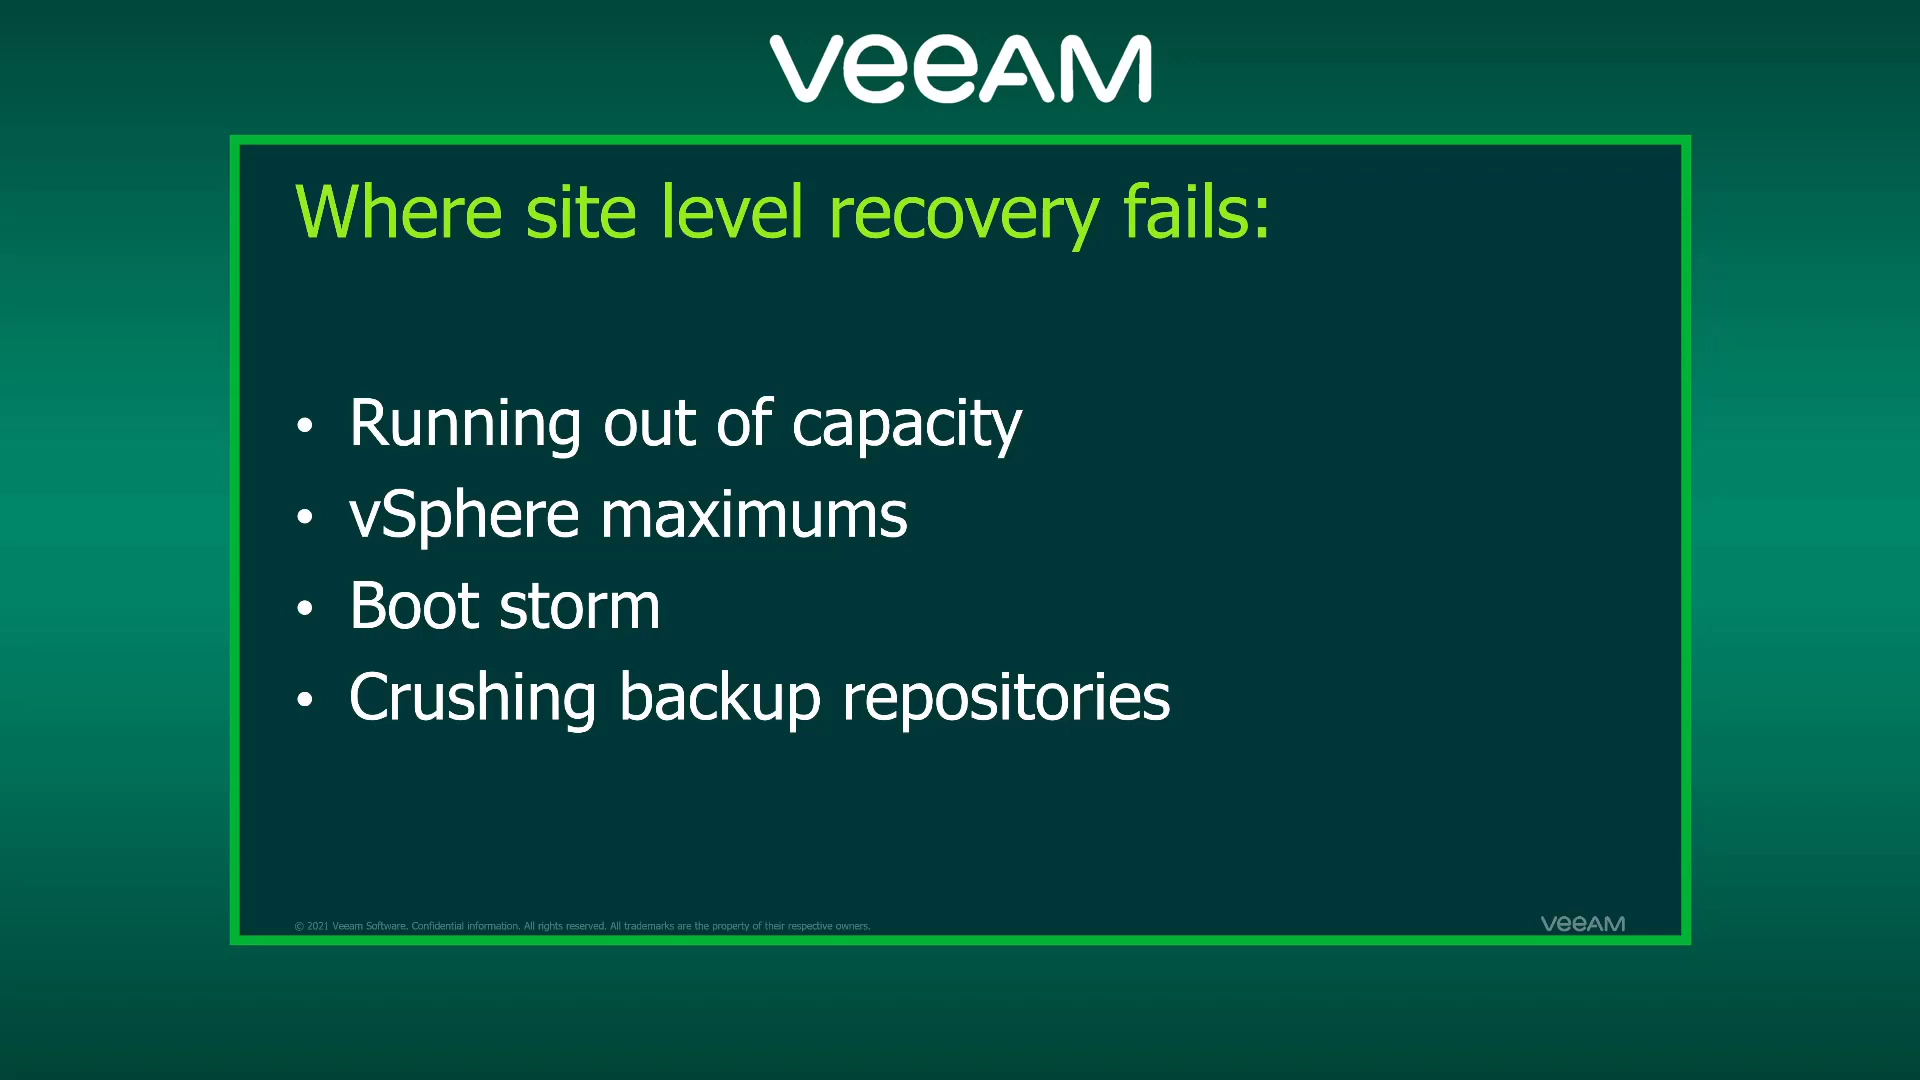 veeAM
Where site level recovery fails:
• Running out of capacity
• vSphere maximums
• Boot storm
• Crushing backup repositories
© 2021 Veeam Software. Confidential information. All rights reserved. All trademarks are the property of their respective owners.
veeAM